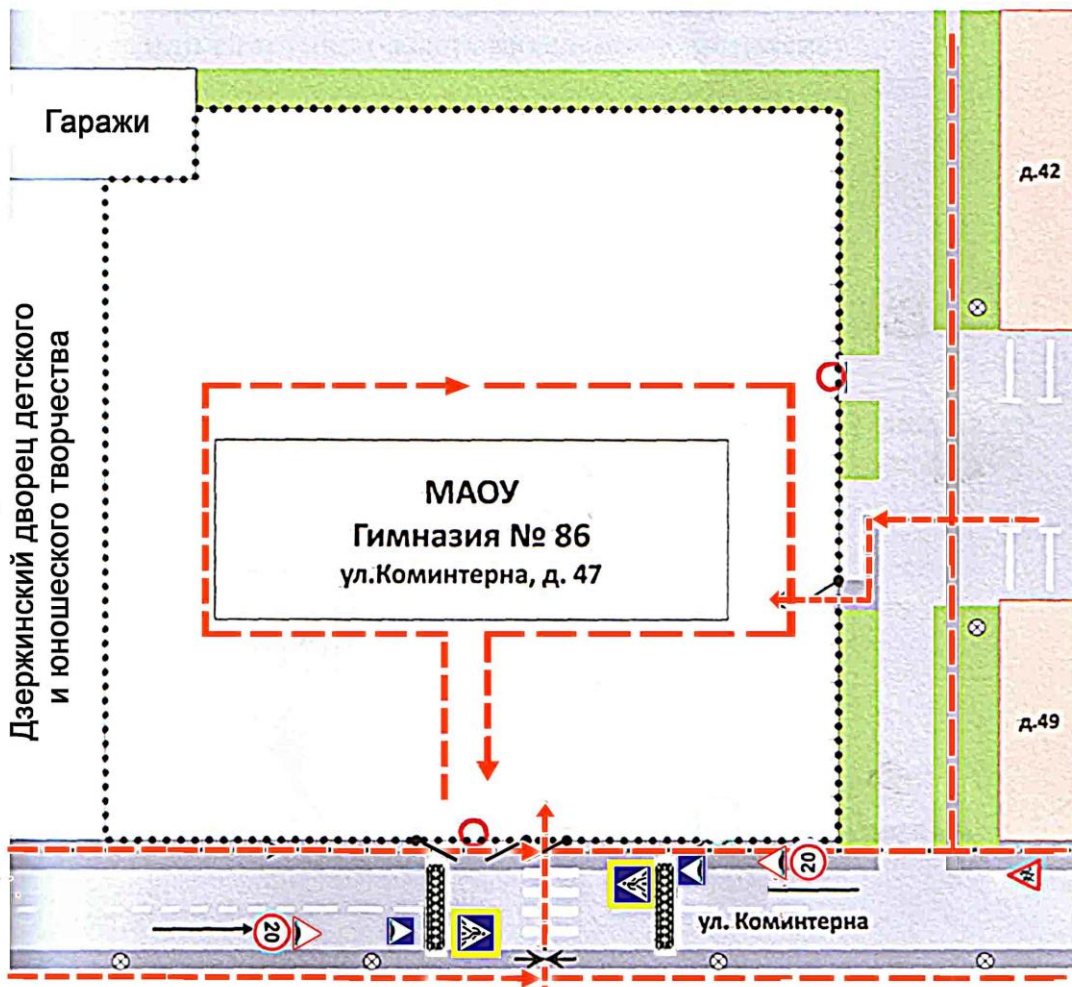 Гаражи
д.42
Дзержинский дворец детского
и юношеского творчества
МАОУ
Гимназия № 86
ул.Коминтерна, д. 47
д.49
20
ул. Коминтерна
20